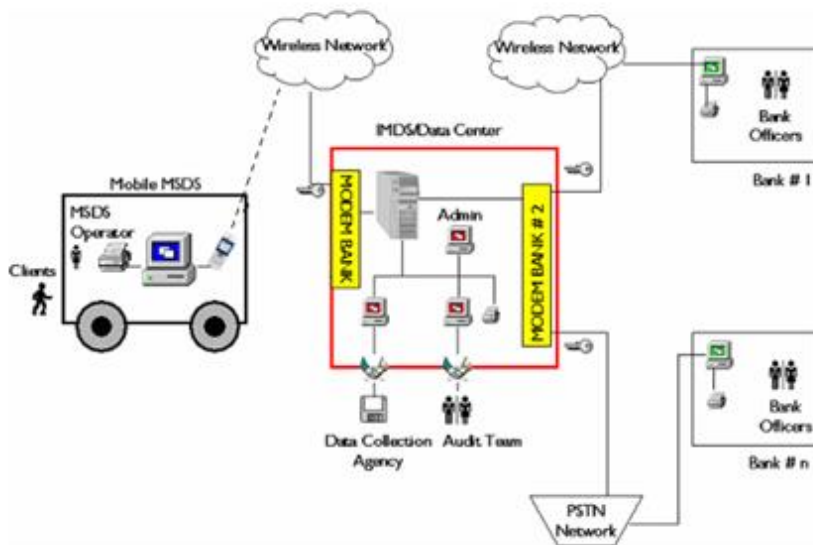 Wireless Network
Wireless Network
IMDS/Data Center
Bank
Officers
Bank # 1
Mobile MSDS
MSDS
Operator
Clients
MODEM BANK
Admin
MODEM BANK # 2
Data Collection
Agency
Audit Team
Bank
Officers
Bank # n
PSTN
Network